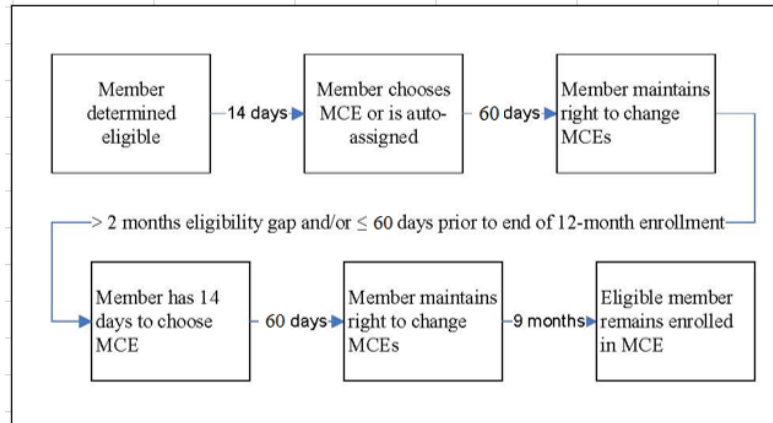 Member
determined
eligible
14 days
Member chooses
MCE or is auto-
assigned
60 days
Member maintains
right to change
MCEs
> 2 months eligibility gap and/or ≤ 60 days prior to end of 12-month enrollment
Member has 14
days to choose
MCE
60 days
Member maintains
right to change
MCEs
9 months
Eligible member
remains enrolled
in MCE